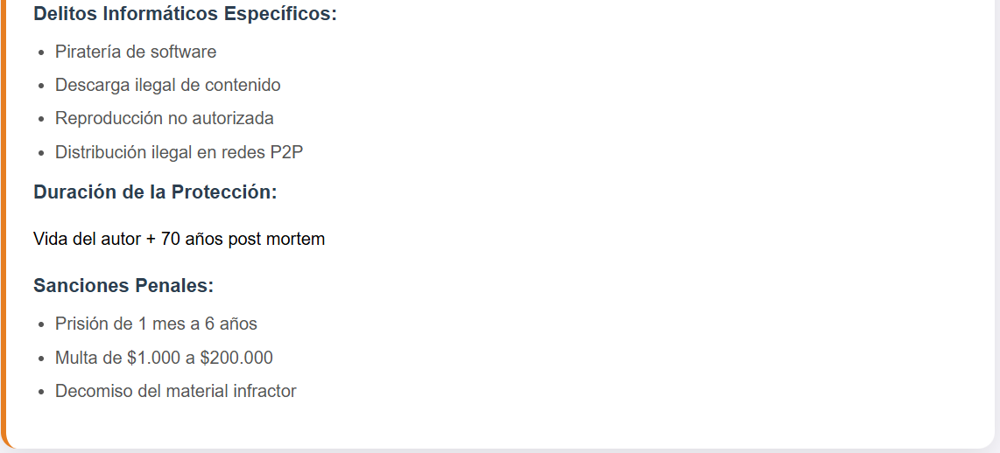 Delitos Informáticos Específicos:
• Piratería de software
• Descarga ilegal de contenido
• Reproducción no autorizada
• Distribución ilegal en redes P2P
Duración de la Protección:
Vida del autor + 70 años post mortem
Sanciones Penales:
• Prisión de 1 mes a 6 años
• Multa de $1.000 a $200.000
• Decomiso del material infractor